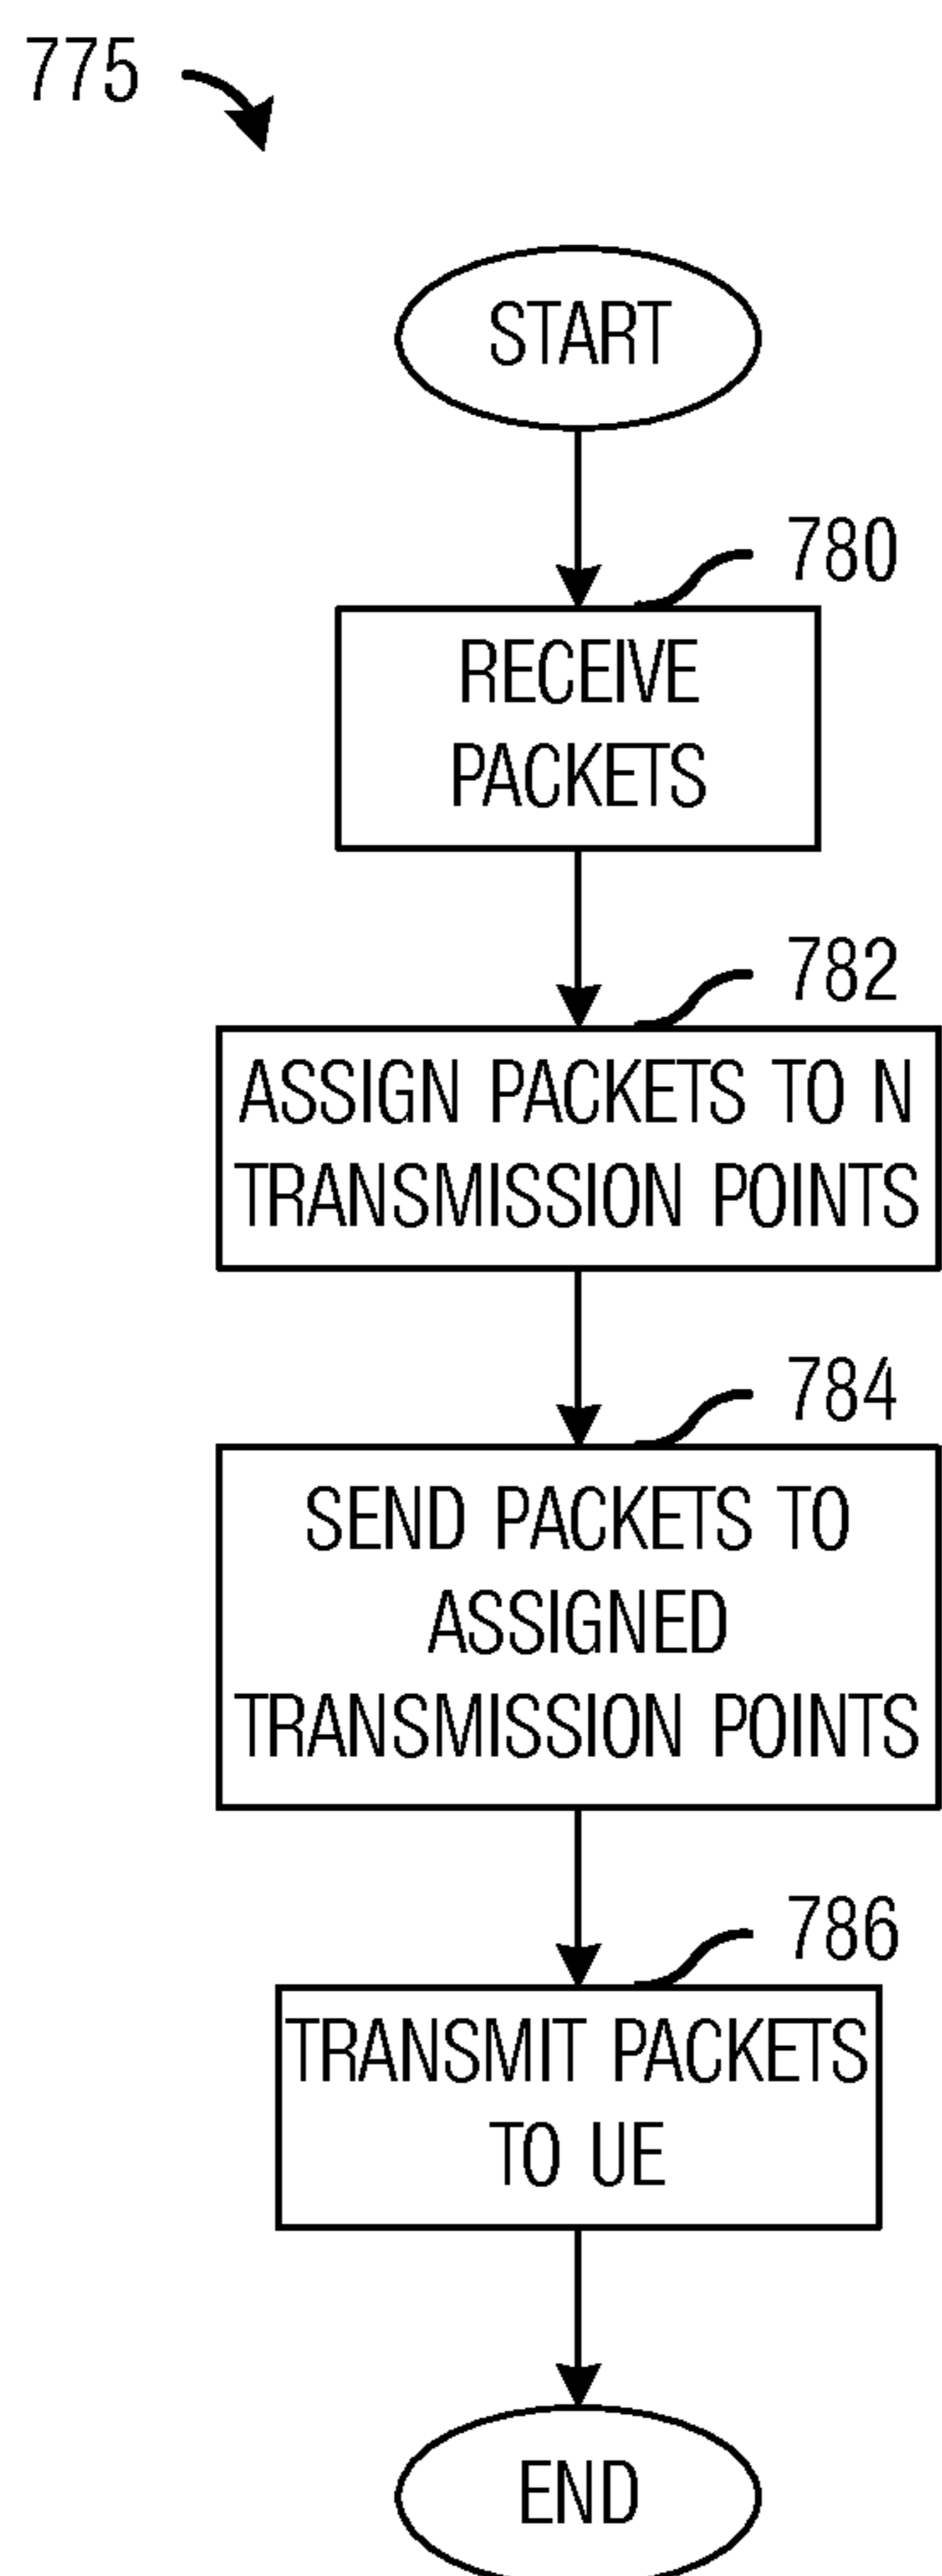 775
START
780
RECEIVE
PACKETS
782
ASSIGN PACKETS TO N
TRANSMISSION POINTS
784
SEND PACKETS TO
ASSIGNED
TRANSMISSION POINTS
786
TRANSMIT PACKETS
TO UE
END